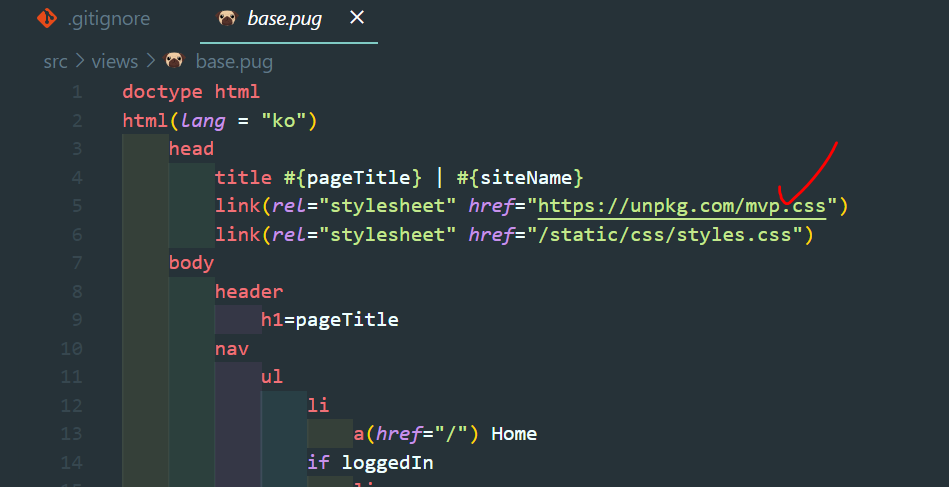 .gitignore base.pug
src > views > base.pug
1 doctype html
2 html(lang = "ko")
3 head
4 title #{pageTitle} | #{siteName}
5 link(rel="stylesheet" href="https://unpkg.com/mvp.css")
6 link(rel="stylesheet" href="/static/css/styles.css")
7 body
8 header
9 h1=pageTitle
10 nav
11 ul
12 li
13 a(href="/") Home
14 if loggedIn